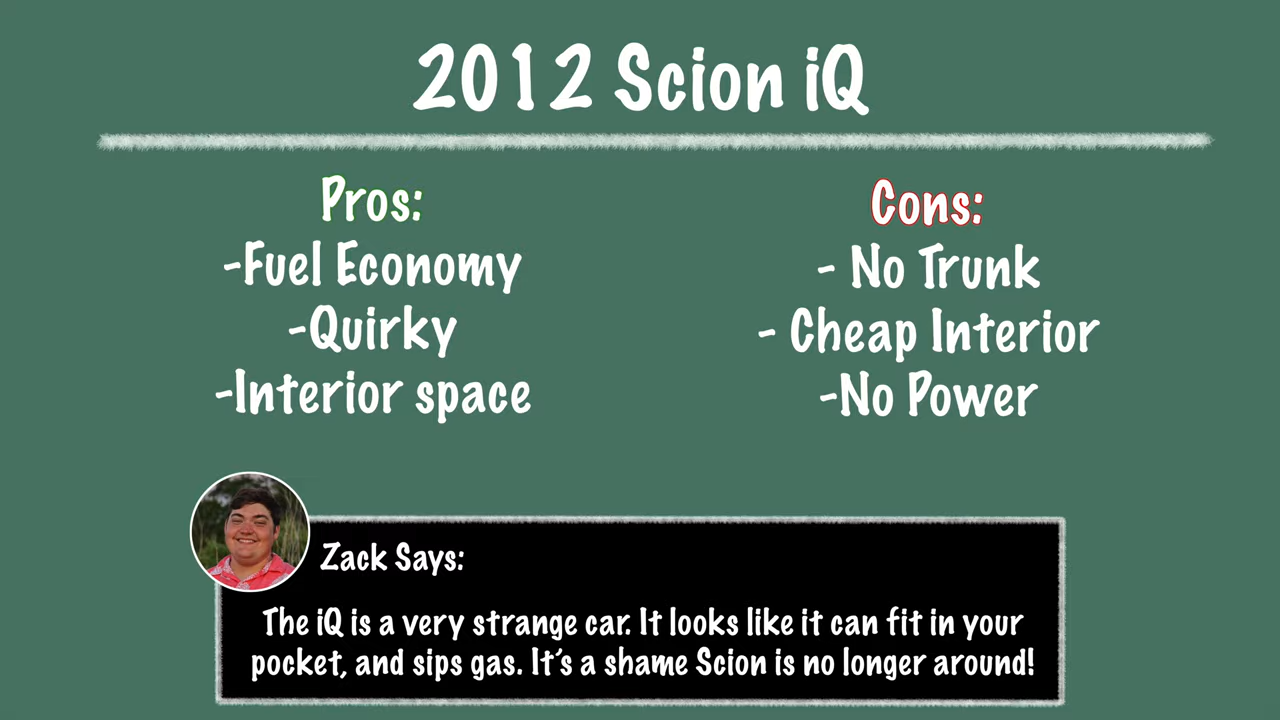 2012 Scion iQ
Pros:
-Fuel Economy
-Quirky
-Interior space
Cons:
- No Trunk
- Cheap Interior
-No Power
Zack Says:
The iQ is a very strange car. It looks like it can fit in your
pocket, and sips gas. It's a shame Scion is no longer around!